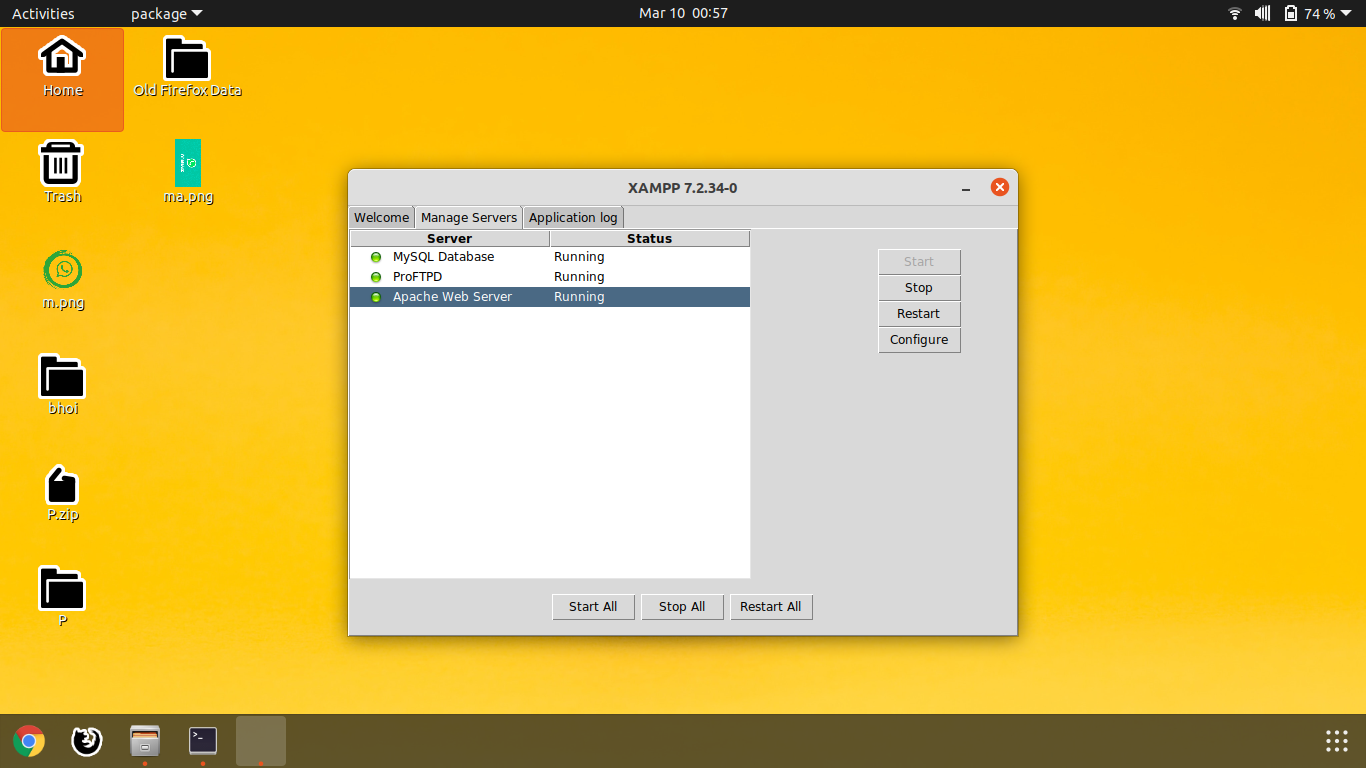 Activities package Mar 10 00:57 74 %
Home Old Firefox Data
Trash ma.png
m.png
bhoi
P.zip
P
XAMPP 7.2.34-0
Welcome Manage Servers Application log
Server Status
MySQL Database Running
ProFTPD Running
Apache Web Server Running
Start
Stop
Restart
Configure
Start All Stop All Restart All
>_